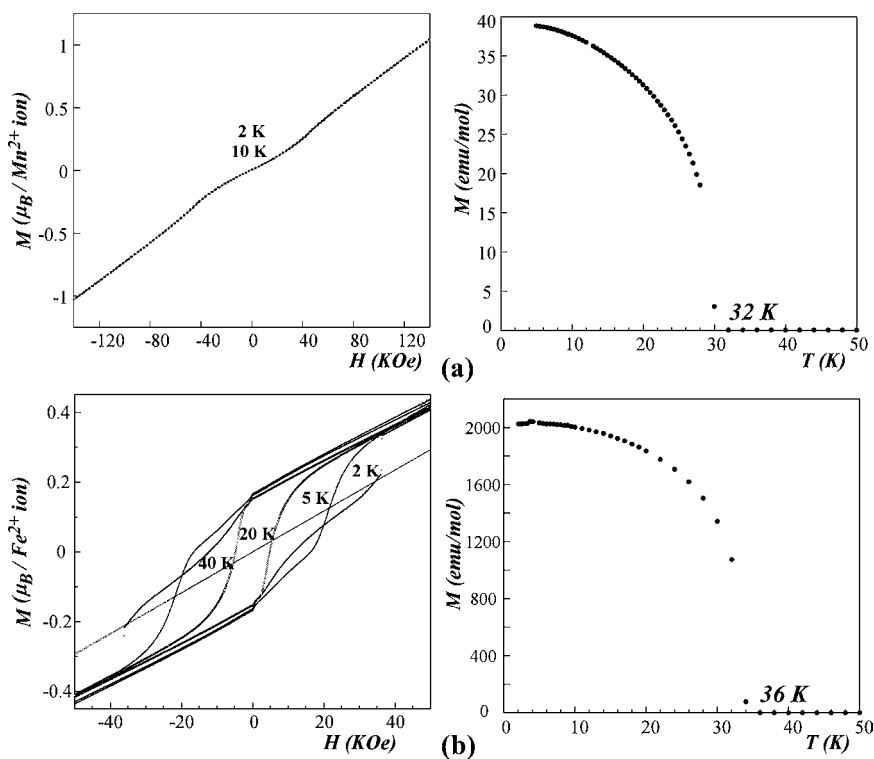 1
0.5
0
-0.5
-1
M (μB / Mn2+ ion)
2 K
10 K
-120 -80 -40 0 40 80 120
H (KOe)
40
35
30
25
20
15
10
5
0
M (emu/mol)
32 K
0 10 20 30 40 50
T (K)
(a)
0.4
0.2
0
-0.2
-0.4
M (μB / Fe2+ ion)
2 K
5 K
20 K
40 K
-40 -20 0 20 40
H (KOe)
2000
1600
1200
800
400
0
M (emu/mol)
36 K
0 10 20 30 40 50
T (K)
(b)